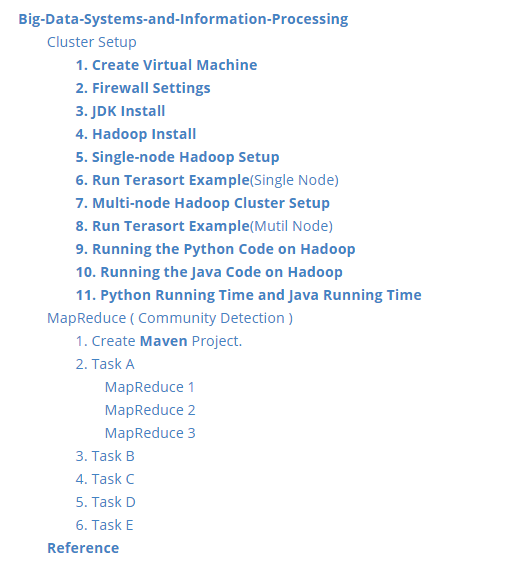 Big-Data-Systems-and-Information-Processing
Cluster Setup
1. Create Virtual Machine
2. Firewall Settings
3. JDK Install
4. Hadoop Install
5. Single-node Hadoop Setup
6. Run Terasort Example(Single Node)
7. Multi-node Hadoop Cluster Setup
8. Run Terasort Example(Mutil Node)
9. Running the Python Code on Hadoop
10. Running the Java Code on Hadoop
11. Python Running Time and Java Running Time
MapReduce ( Community Detection )
1. Create Maven Project.
2. Task A
MapReduce 1
MapReduce 2
MapReduce 3
3. Task B
4. Task C
5. Task D
6. Task E
Reference